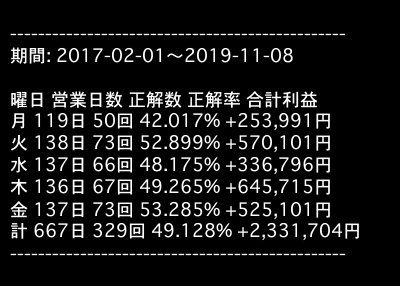 ------------------------------------------------
期間: 2017-02-01〜2019-11-08
曜日 営業日数 正解数 正解率 合計利益
月 119日 50回 42.017% +253,991円
火 138日 73回 52.899% +570,101円
水 137日 66回 48.175% +336,796円
木 136日 67回 49.265% +645,715円
金 137日 73回 53.285% +525,101円
計 667日 329回 49.128% +2,331,704円
------------------------------------------------